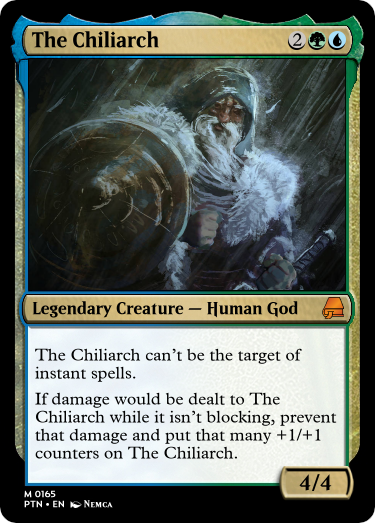 The Chiliarch 2
Legendary Creature — Human God
The Chiliarch can't be the target of
instant spells.
If damage would be dealt to The
Chiliarch while it isn't blocking, prevent
that damage and put that many +1/+1
counters on The Chiliarch.
4/4
M 0165
PTN • EN Nemca